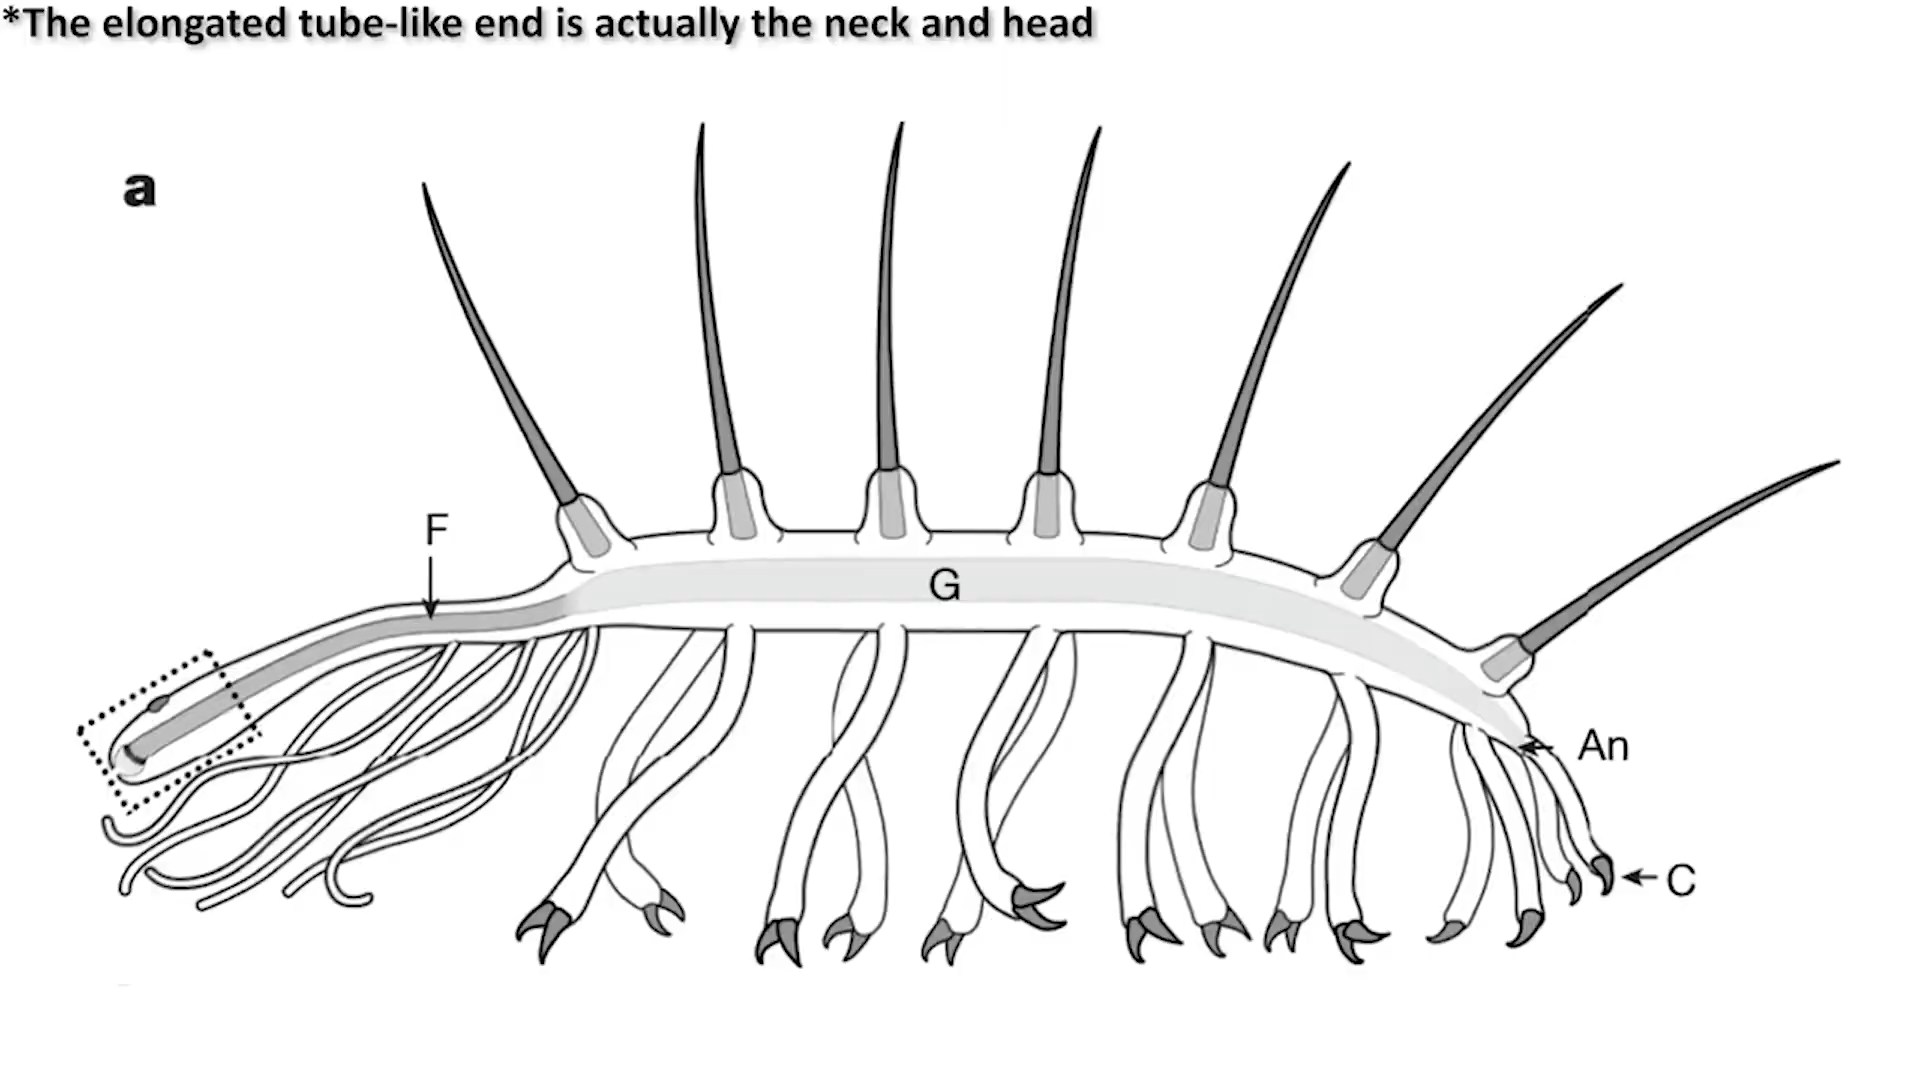 *The elongated tube-like end is actually the neck and head
a
F
G
An
C